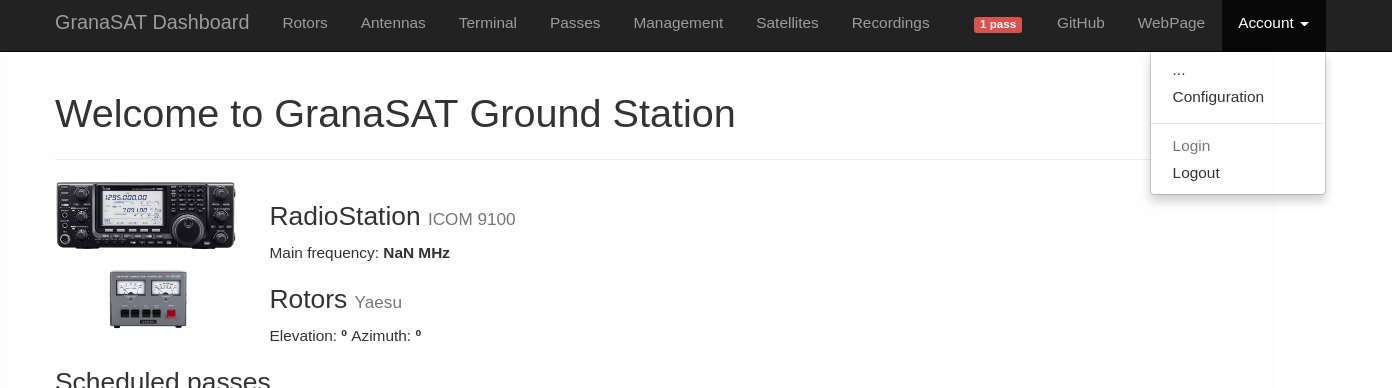 GranaSAT Dashboard Rotors Antennas Terminal Passes Management Satellites Recordings 1 pass GitHub WebPage Account
...
Configuration
Login
Logout
Welcome to GranaSAT Ground Station
RadioStation ICOM 9100
Main frequency: NaN MHz
Rotors Yaesu
Elevation: º Azimuth: º
Scheduled passes